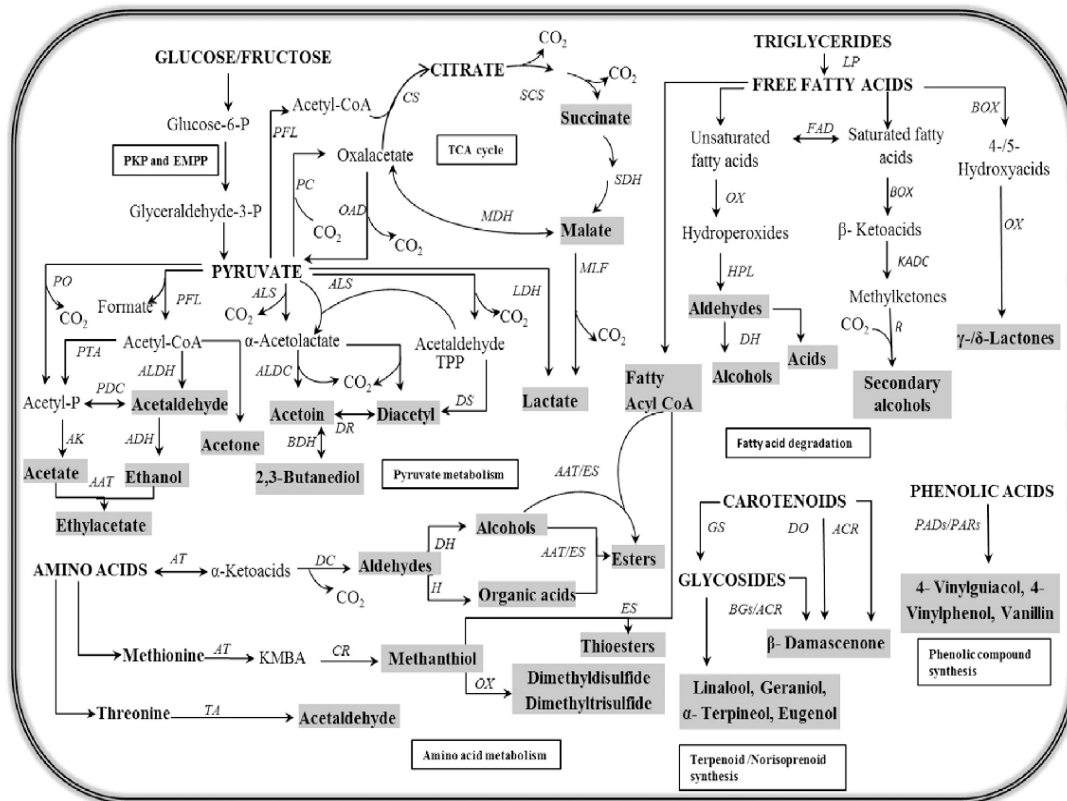 GLUCOSE/FRUCTOSE
Glucose-6-P
PKP and EMPP
Glyceraldehyde-3-P
PYRUVATE
Acetyl-CoA
PFL
CS
CITRATE
CO2
SCS
CO2
Succinate
Oxalacetate
TCA cycle
SDH
PC
CO2
OAD
CO2
MDH
Malate
MLF
CO2
PO
CO2
Formate
PFL
ALS
CO2
ALS
CO2
LDH
Acetyl-CoA
PTA
ALDH
α-Acetolactate
Acetaldehyde
TPP
ALDC
CO2
DS
Acetyl-P
PDC
Acetaldehyde
Acetone
Acetoin
DR
Diacetyl
Lactate
AK
ADH
BDH
Acetate
AAT
Ethanol
2,3-Butanediol
Pyruvate metabolism
Ethylacetate
TRIGLYCERIDES
LP
FREE FATTY ACIDS
BOX
Unsaturated
fatty acids
FAD
Saturated fatty
acids
4-/5-
Hydroxyacids
OX
BOX
OX
Hydroperoxides
β- Ketoacids
HPL
KADC
Aldehydes
Methylketones
CO2
R
γ-/δ-Lactones
DH
Alcohols
Acids
Secondary
alcohols
Fatty
Acyl CoA
Fatty acid degradation
AMINO ACIDS
AT
α-Ketoacids
DC
CO2
Aldehydes
DH
H
Alcohols
AAT/ES
AAT/ES
Organic acids
Esters
Methionine
AT
KMBA
CR
Methanthiol
ES
Thioesters
OX
Dimethyldisulfide
Dimethyltrisulfide
Threonine
TA
Acetaldehyde
Amino acid metabolism
CAROTENOIDS
GS
DO
ACR
GLYCOSIDES
BGs/ACR
β- Damascenone
Linalool, Geraniol,
α- Terpineol, Eugenol
Terpenoid /Norisoprenoid
synthesis
PHENOLIC ACIDS
PADs/PARs
4- Vinylguiacol, 4-
Vinylphenol, Vanillin
Phenolic compound
synthesis